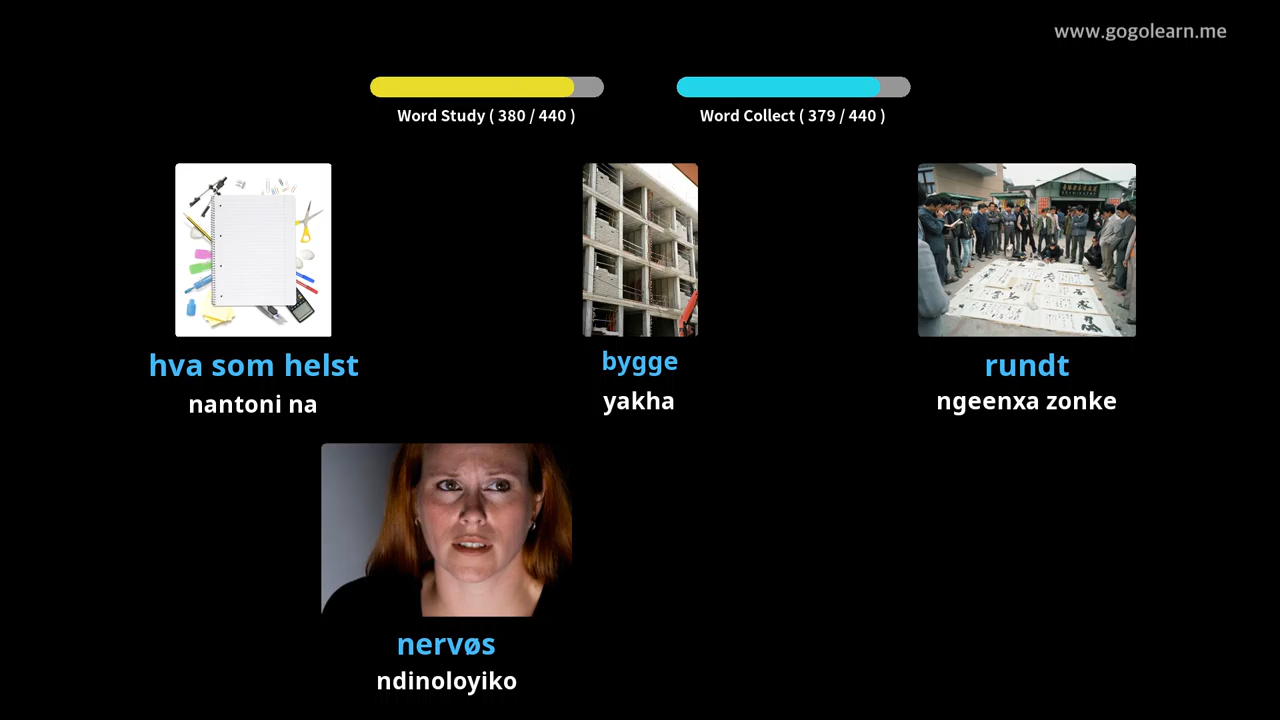 www.gogolearn.me
Word Study ( 380 / 440 )
Word Collect ( 379 / 440 )
hva som helst
nantoni na
bygge
yakha
rundt
ngeenxa zonke
nervøs
ndinoloyiko